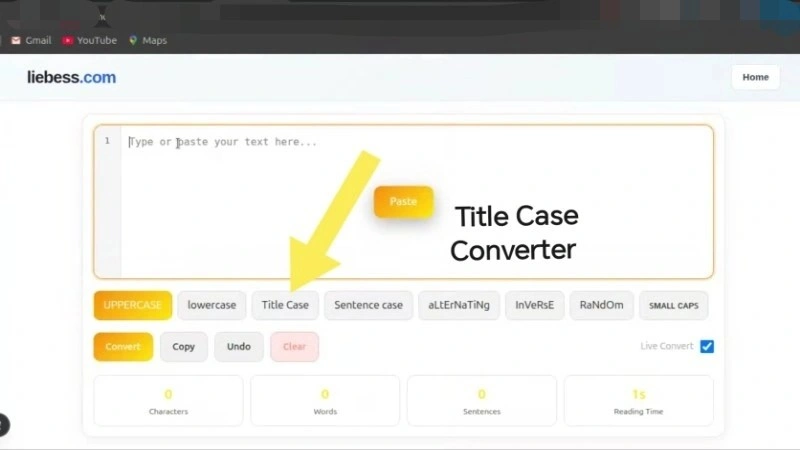 Gmail YouTube Maps
liebess.com Home
1 Type or paste your text here...
Paste
Title Case
Converter
UPPERCASE lowercase Title Case Sentence case aLtErNaTiNg InVeRsE RaNdOm SMALL CAPS
Convert Copy Undo Clear Live Convert
0 0 0 1s
Characters Words Sentences Reading Time